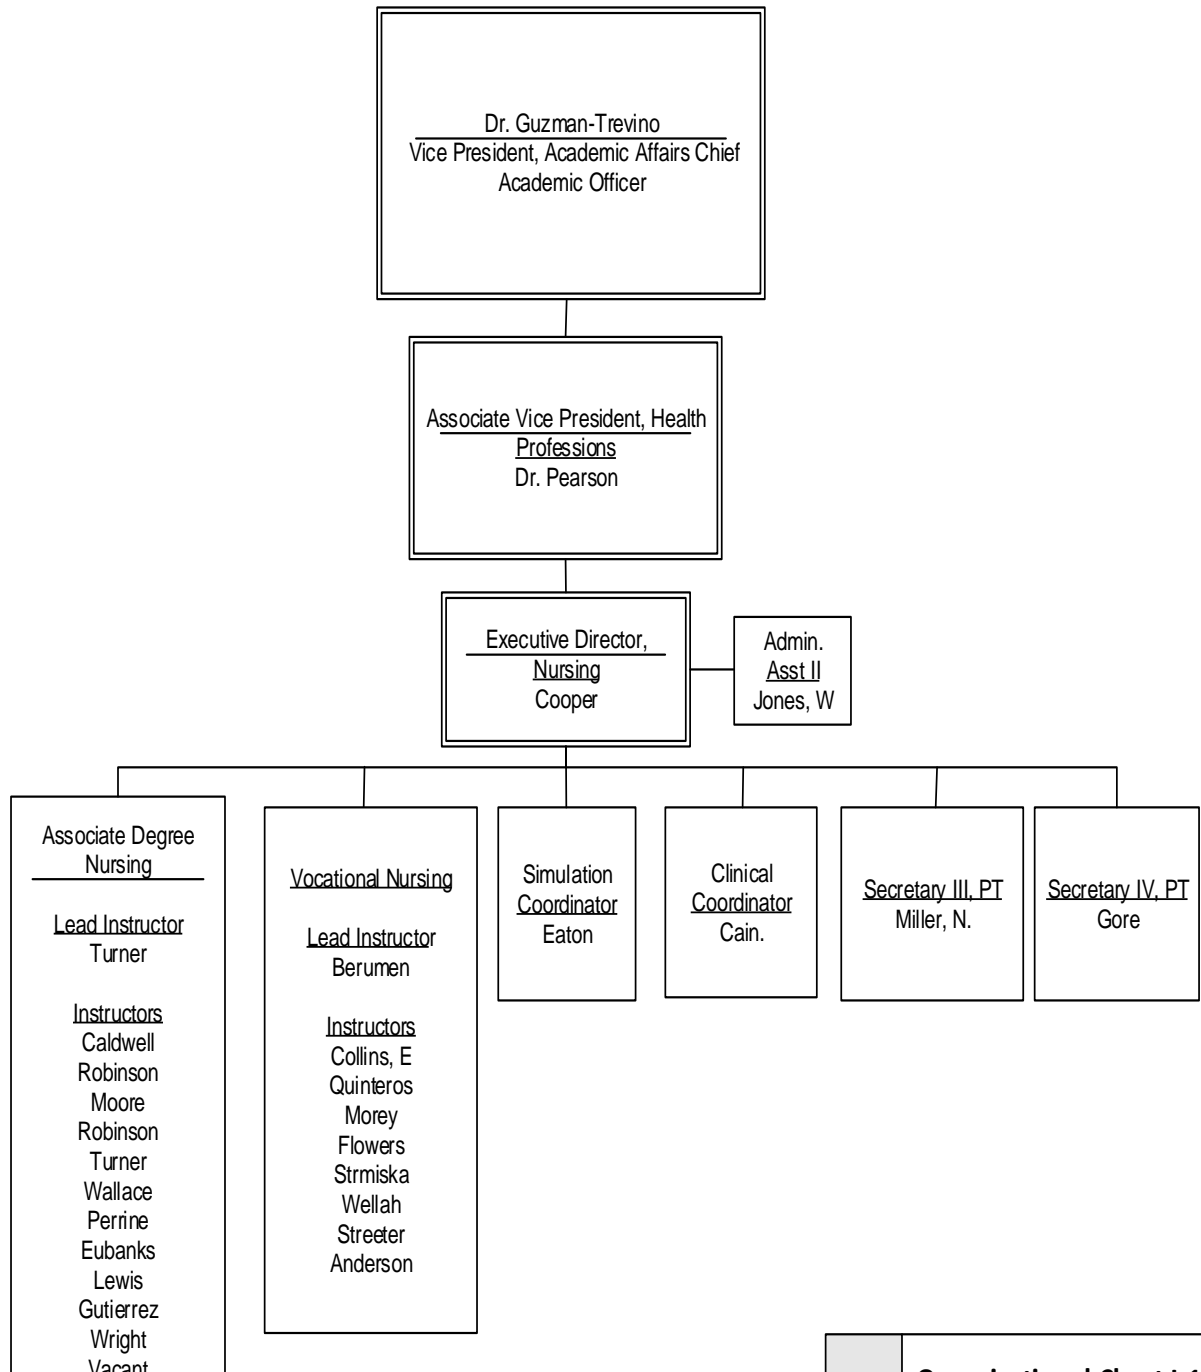 Dr. Guzman-Trevino
Vice President, Academic Affairs Chief
Academic Officer
Associate Vice President, Health
Professions
Dr. Pearson
Executive Director,
Nursing
Cooper
Admin.
Asst II
Jones, W
Associate Degree
Nursing
Lead Instructor
Turner
Instructors
Caldwell
Robinson
Moore
Robinson
Turner
Wallace
Perrine
Eubanks
Lewis
Gutierrez
Wright
Vacant
Vocational Nursing
Lead Instructor
Berumen
Instructors
Collins, E
Quinteros
Morey
Flowers
Strmiska
Wellah
Streeter
Anderson
Simulation
Coordinator
Eaton
Clinical
Coordinator
Cain.
Secretary III, PT
Miller, N.
Secretary IV, PT
Gore
Organizational Chart